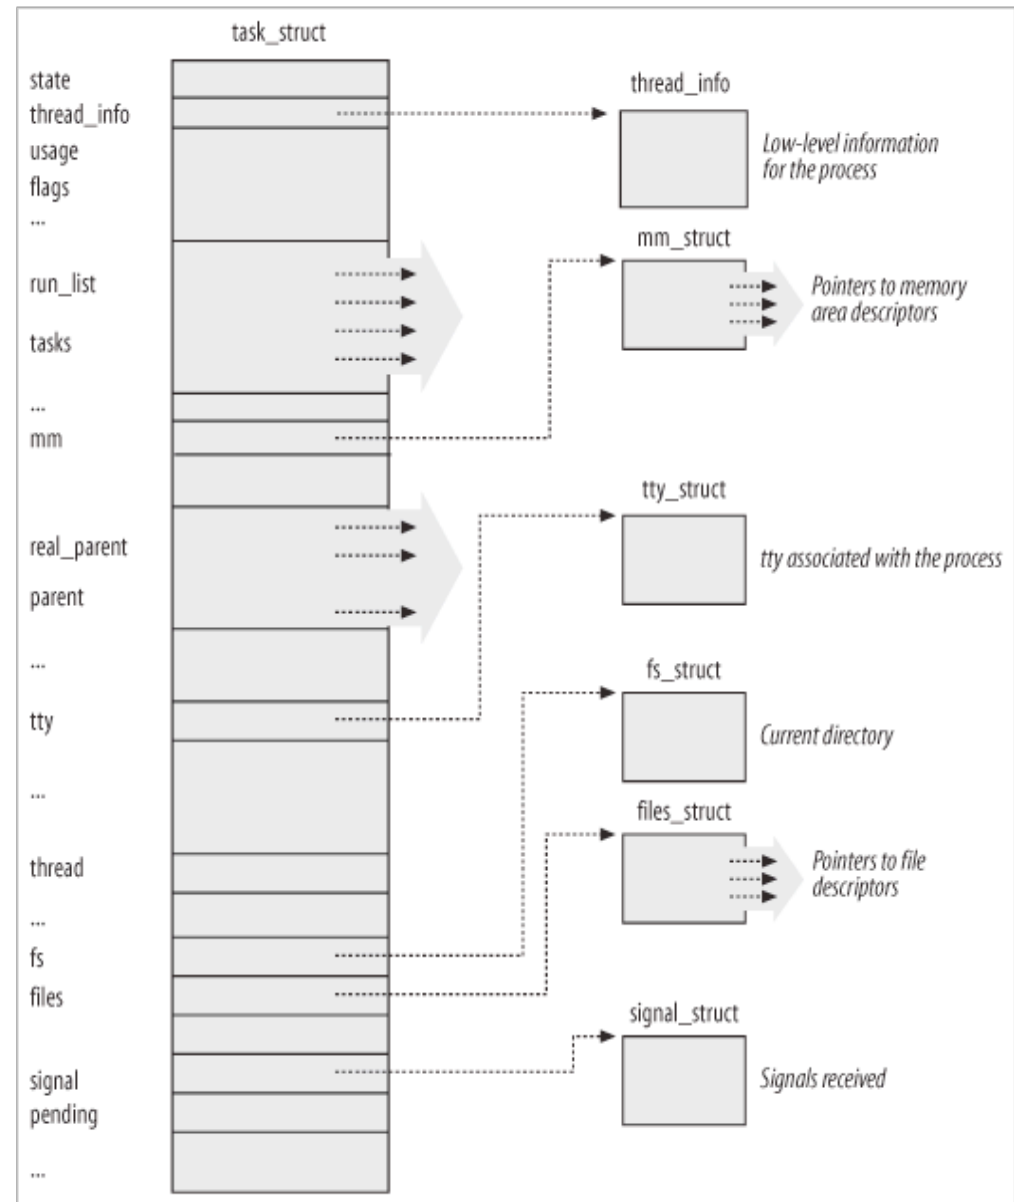 task_struct
state
thread_info
usage
flags
...
run_list
tasks
...
mm
real_parent
parent
...
tty
...
thread
...
fs
files
signal
pending
...
thread_info
Low-level information
for the process
mm_struct
Pointers to memory
area descriptors
tty_struct
tty associated with the process
fs_struct
Current directory
files_struct
Pointers to file
descriptors
signal_struct
Signals received